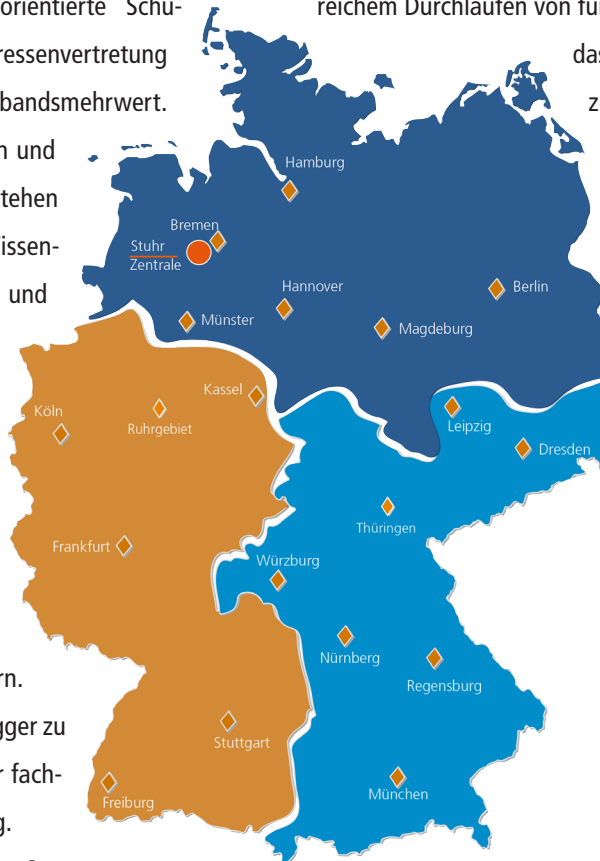 orientierte Schu-
ressenvertretung
bandsmehrwert.
n und
tehen
issen-
und
rn.
gger zu
r fach-
g.
reichem Durchlaufen von fü
das
z
Hamburg
Bremen
Stuhr
Zentrale
Hannover
Berlin
Münster
Magdeburg
Kassel
Köln
Ruhrgebiet
Leipzig
Dresden
Thüringen
Frankfurt
Würzburg
Nürnberg
Regensburg
Stuttgart
München
Freiburg